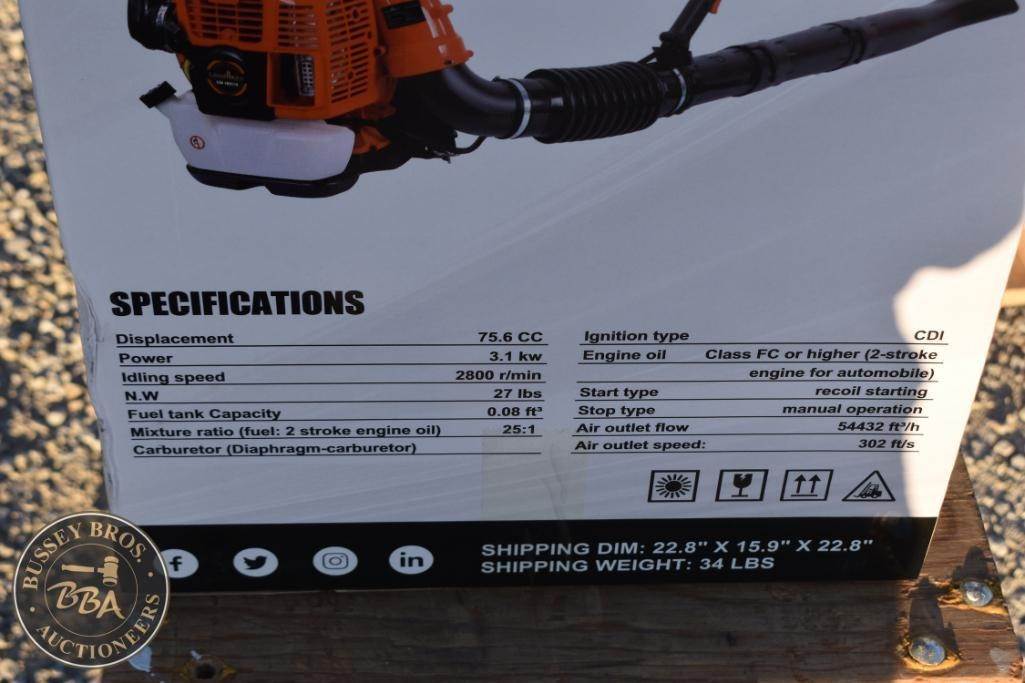 SPECIFICATIONS
Displacement 75.6 CC
Power 3.1 kw
Idling speed 2800 r/min
N.W 27 lbs
Fuel tank Capacity 0.08 ft³
Mixture ratio (fuel: 2 stroke engine oil) 25:1
Carburetor (Diaphragm-carburetor)
Ignition type CDI
Engine oil Class FC or higher (2-stroke
engine for automobile)
Start type recoil starting
Stop type manual operation
Air outlet flow 54432 ft³/h
Air outlet speed: 302 ft/s
f
in
SHIPPING DIM: 22.8" X 15.9" X 22.8"
SHIPPING WEIGHT: 34 LBS
BUSSEY BROS.
BBA
AUCTIONEERS